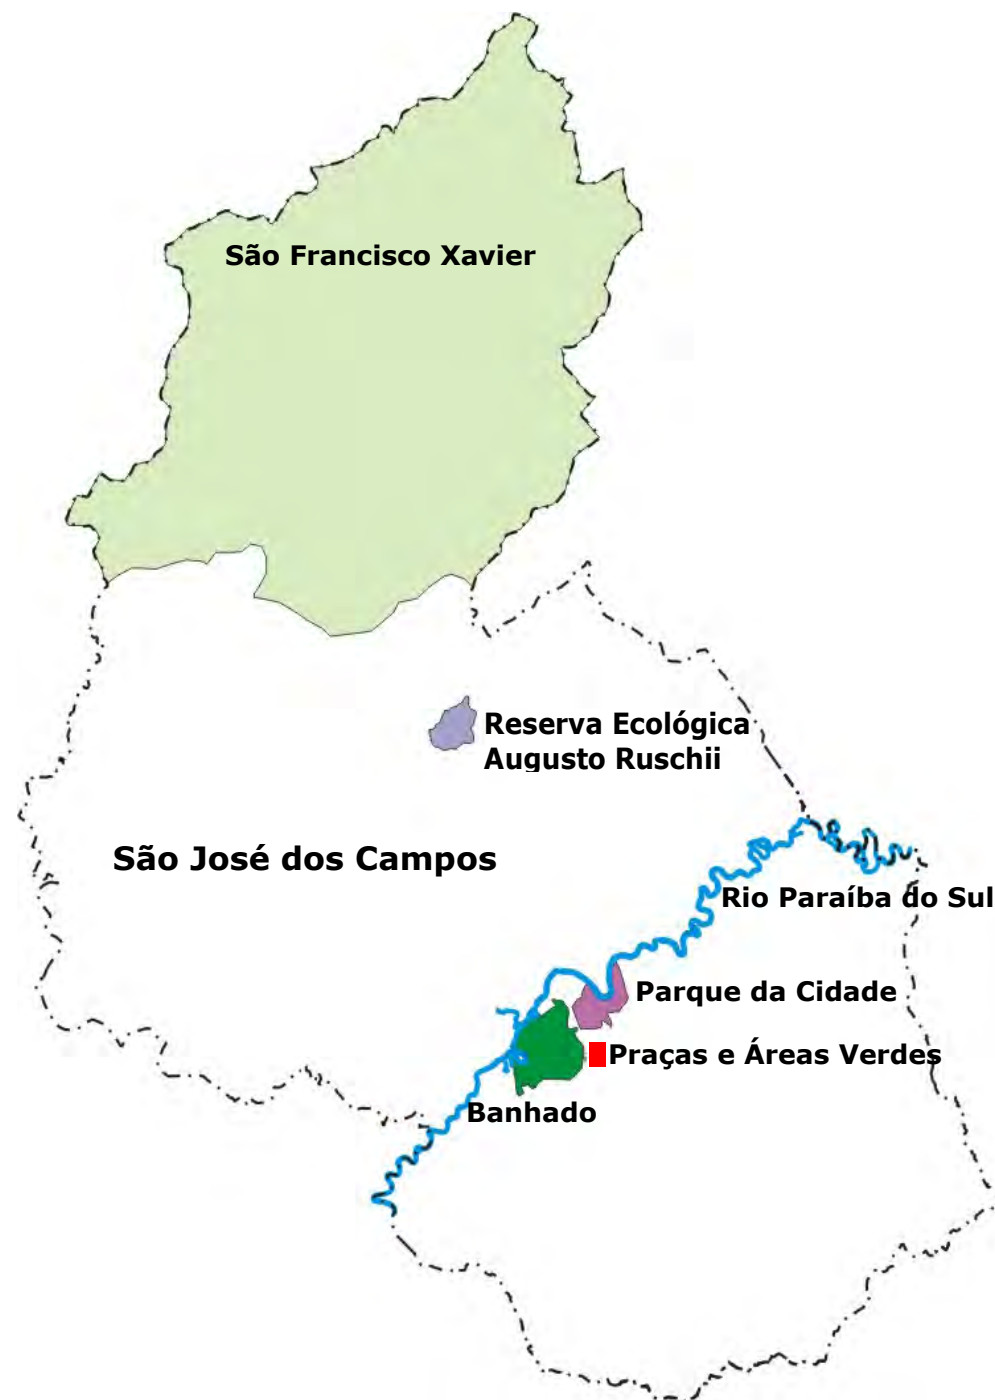 São Francisco Xavier
Reserva Ecológica
Augusto Ruschii
São José dos Campos
Rio Paraíba do Sul
Parque da Cidade
Praças e Áreas Verdes
Banhado